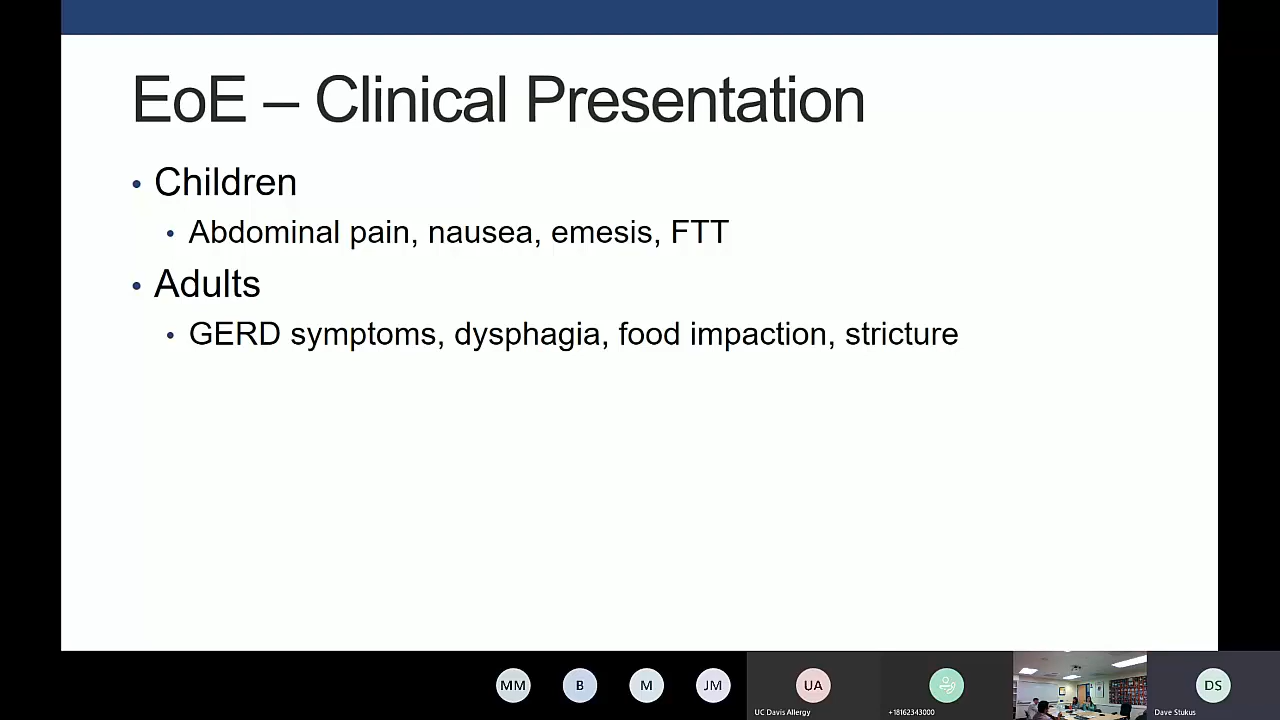 EoE – Clinical Presentation
• Children
• Abdominal pain, nausea, emesis, FTT
• Adults
• GERD symptoms, dysphagia, food impaction, stricture
MM
B
M
JM
UA
DS
UC Davis Allergy
+18162343000
Dave Stukus